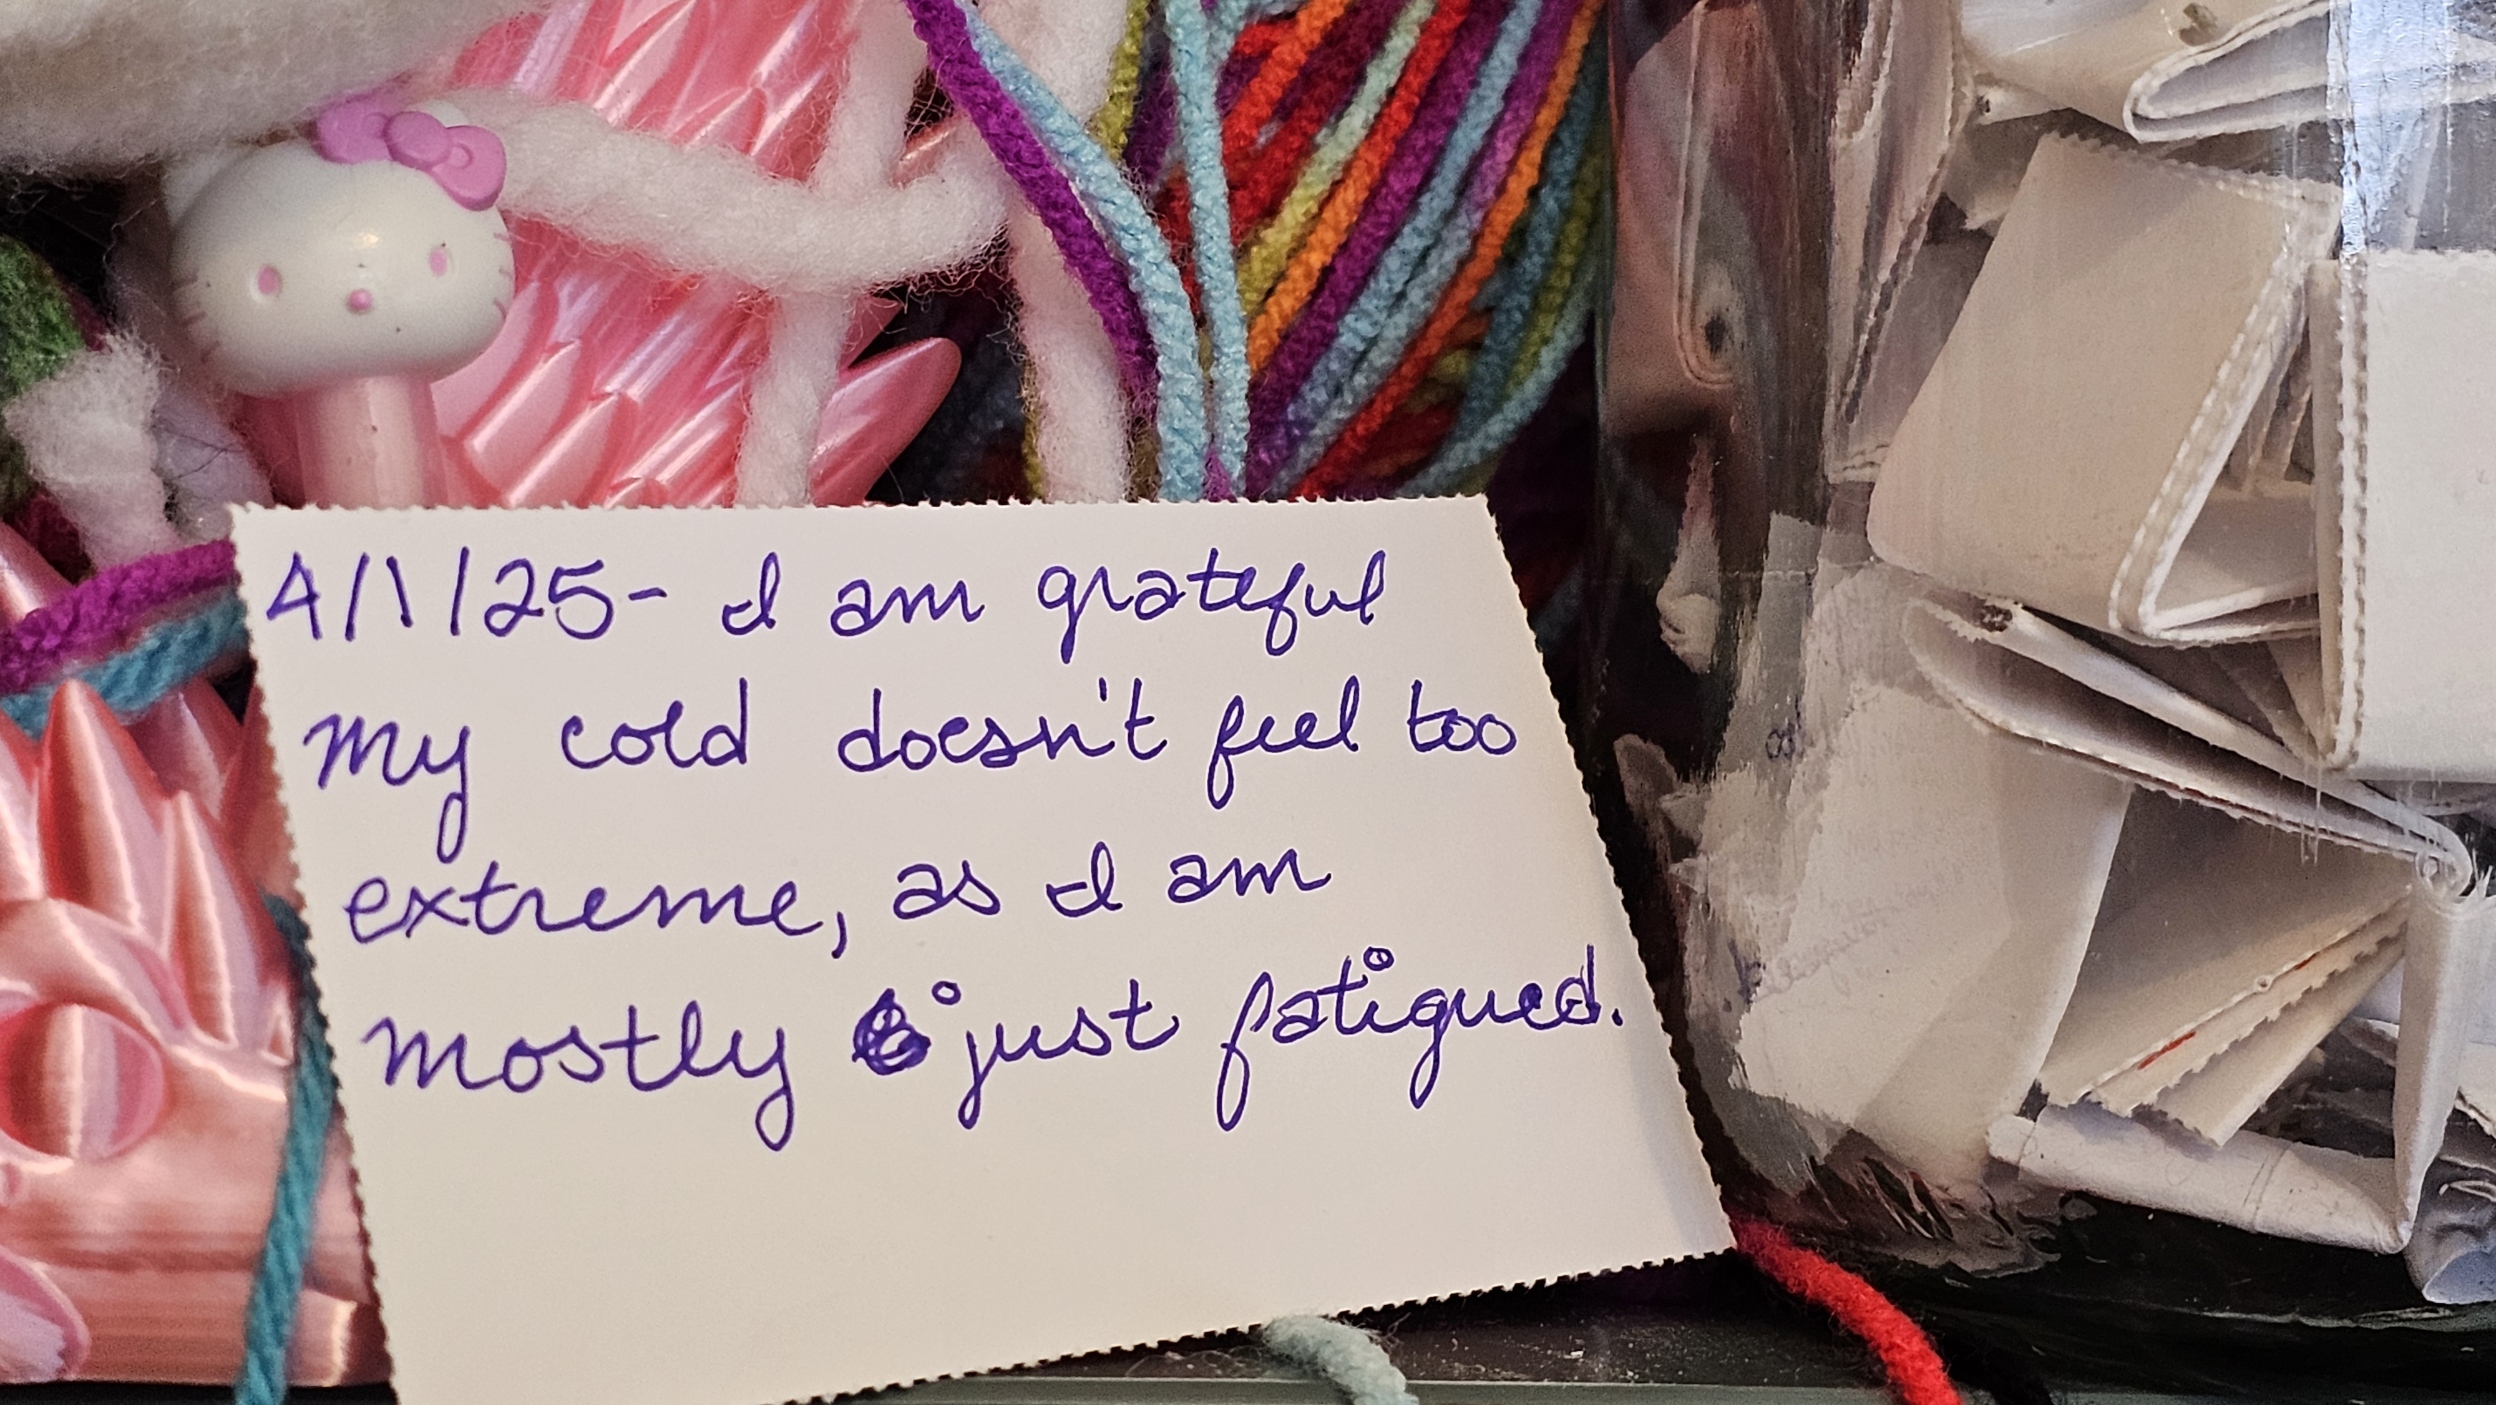 4/1/25- I am grateful
my cold doesn't feel too
extreme, as I am
mostly just fatigued.